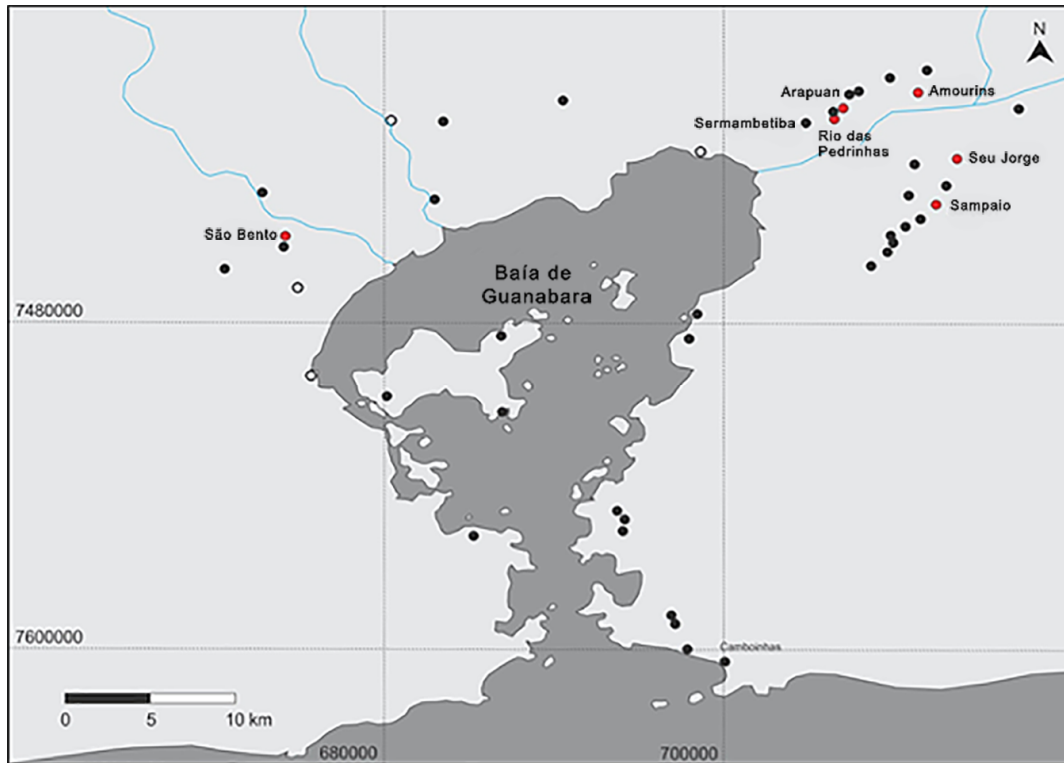 N
Arapuan
Amourins
Sermambetiba
Rio das
Pedrinhas
Seu Jorge
Sampaio
São Bento
Baía de
Guanabara
7480000
7600000
Camboinhas
0 5 10 km
680000
700000